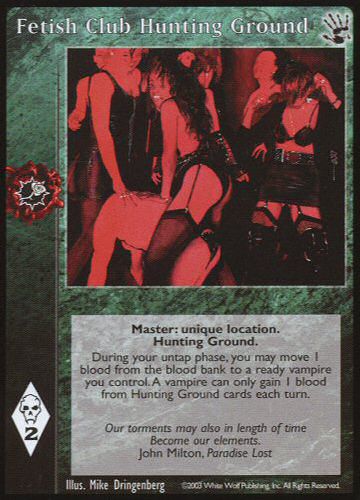 Fetish Club Hunting Ground
Master: unique location.
Hunting Ground.
During your untap phase, you may move 1
blood from the blood bank to a ready vampire
you control. A vampire can only gain 1 blood
from Hunting Ground cards each turn.
Our torments may also in length of time
Become our elements.
John Milton, Paradise Lost
2
Illus. Mike Dringenberg
©2003 White Wolf Publishing, Inc. All Rights Reserved.